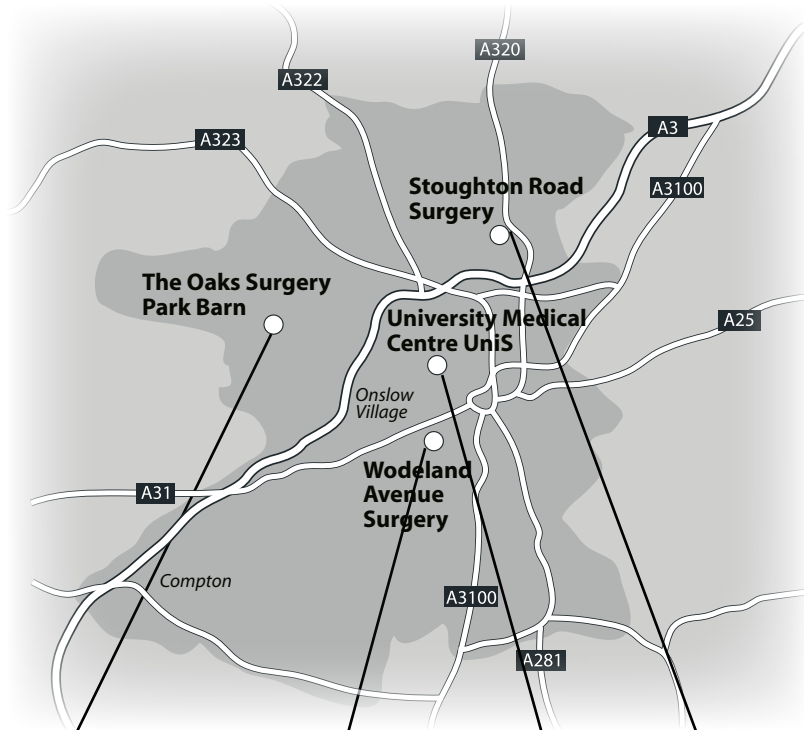 A320
A322
A3
A323
A3100
Stoughton Road
Surgery
The Oaks Surgery
Park Barn
University Medical
Centre UniS
A25
Onslow
Village
Wodeland
Avenue
Surgery
A31
Compton
A3100
A281